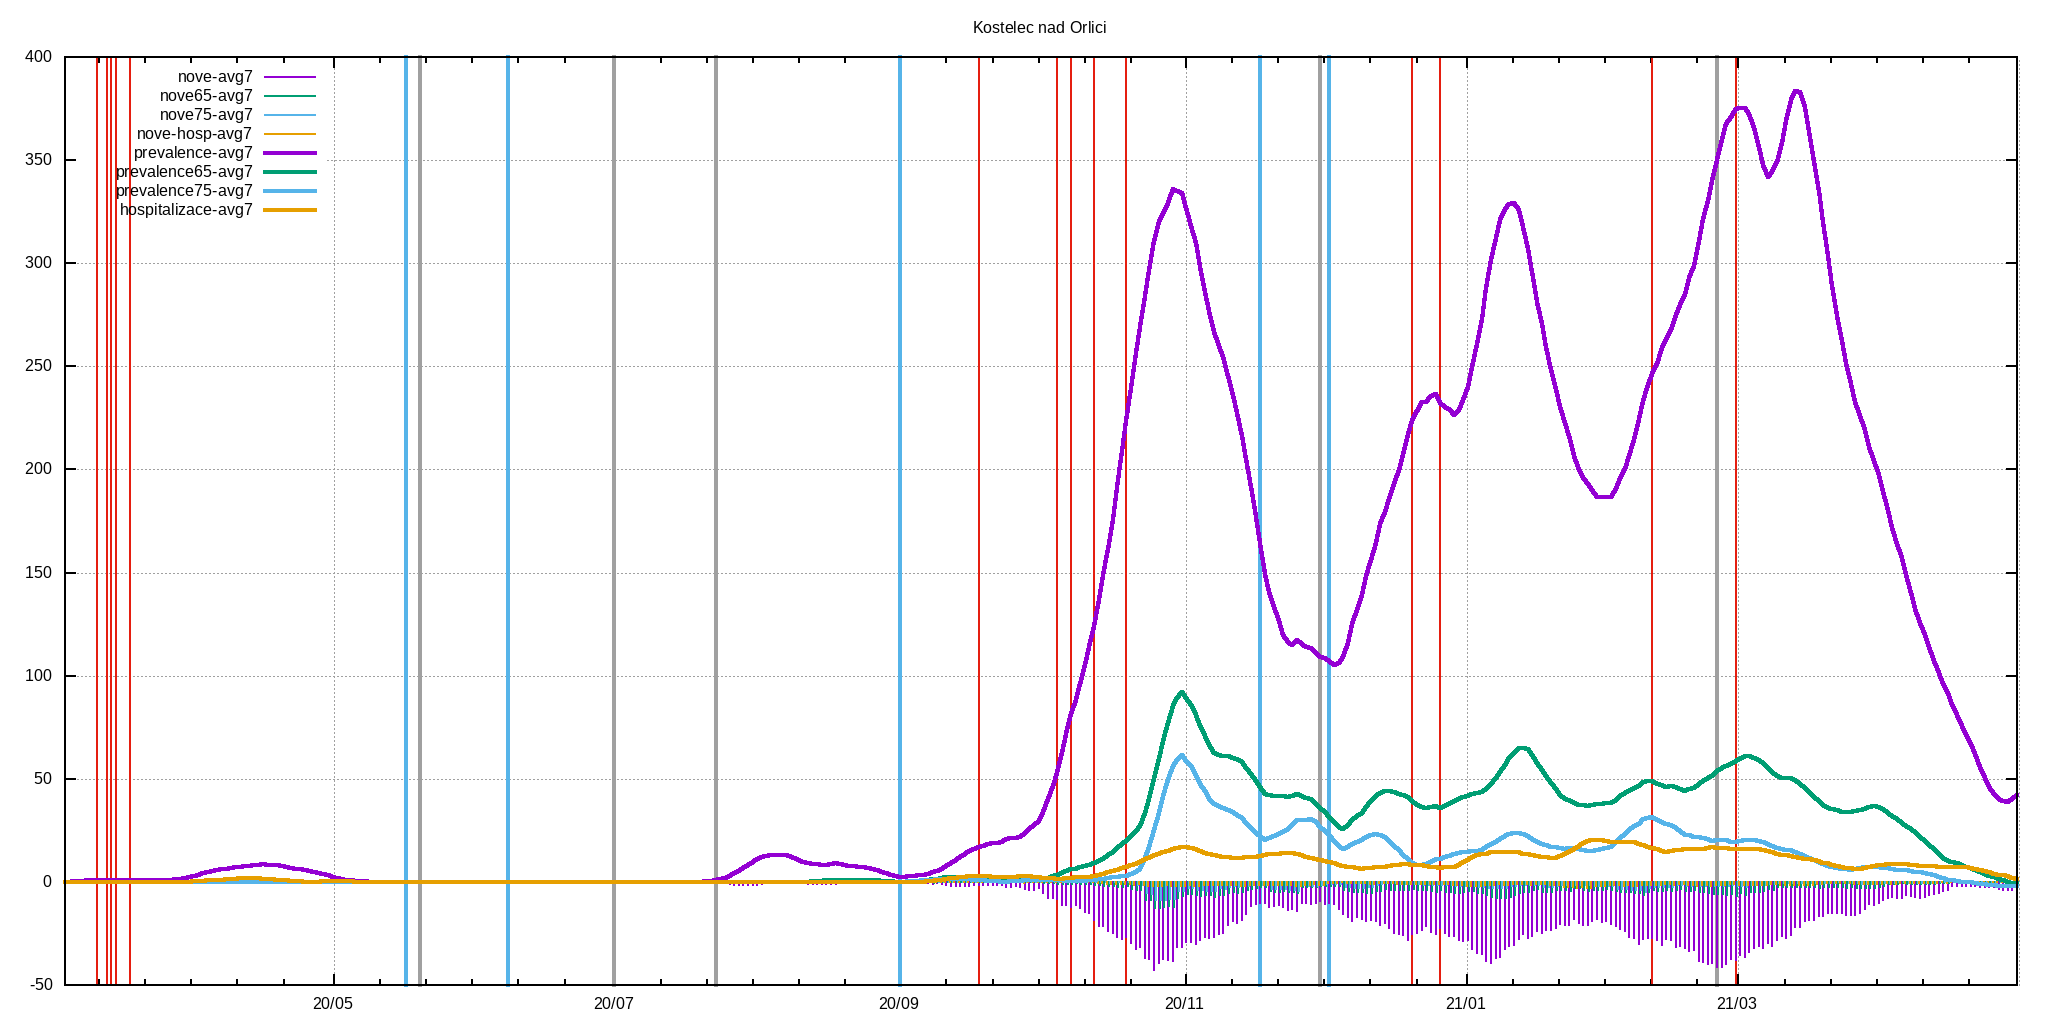 Kostelec nad Orlici
400
350
300
250
200
150
100
50
0
-50
nove-avg7
nove65-avg7
nove75-avg7
nove-hosp-avg7
prevalence-avg7
prevalence65-avg7
prevalence75-avg7
hospitalizace-avg7
20/05 20/07 20/09 20/11 21/01 21/03